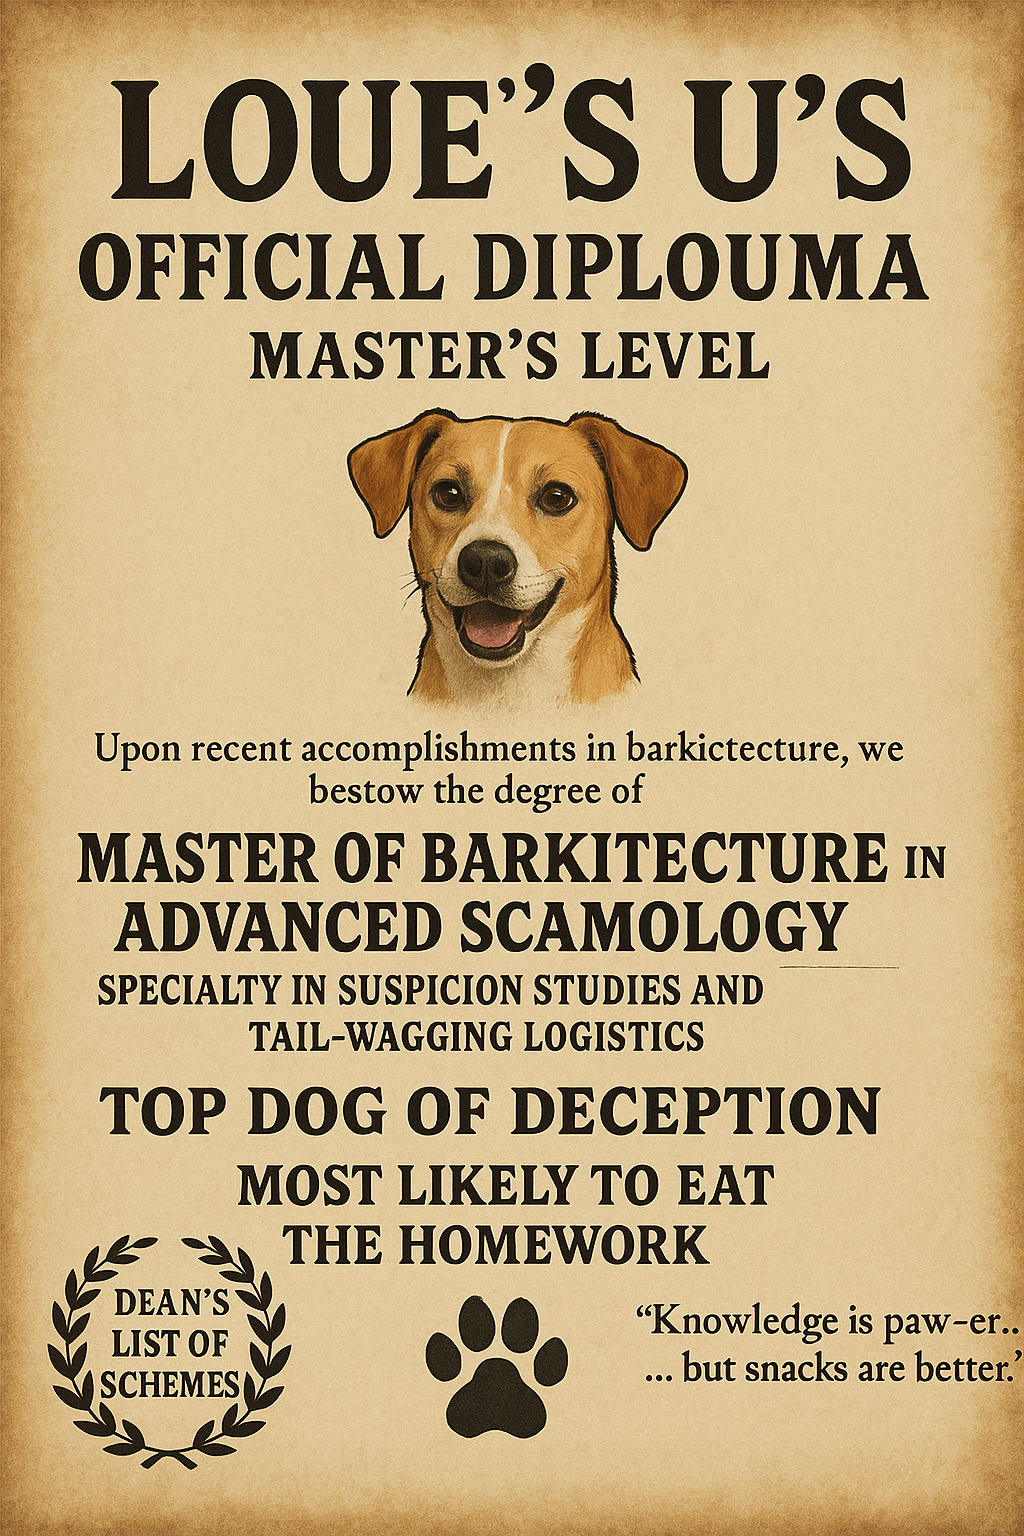 LOUE’’S U’S
OFFICIAL DIPLOUMA
MASTER’S LEVEL
Upon recent accomplishments in barkictecture, we
bestow the degree of
MASTER OF BARKITECTURE IN
ADVANCED SCAMOLOGY
SPECIALTY IN SUSPICION STUDIES AND
TAIL-WAGGING LOGISTICS
TOP DOG OF DECEPTION
MOST LIKELY TO EAT
THE HOMEWORK
DEAN’S
LIST OF
SCHEMES
“Knowledge is paw-er..
... but snacks are better.’